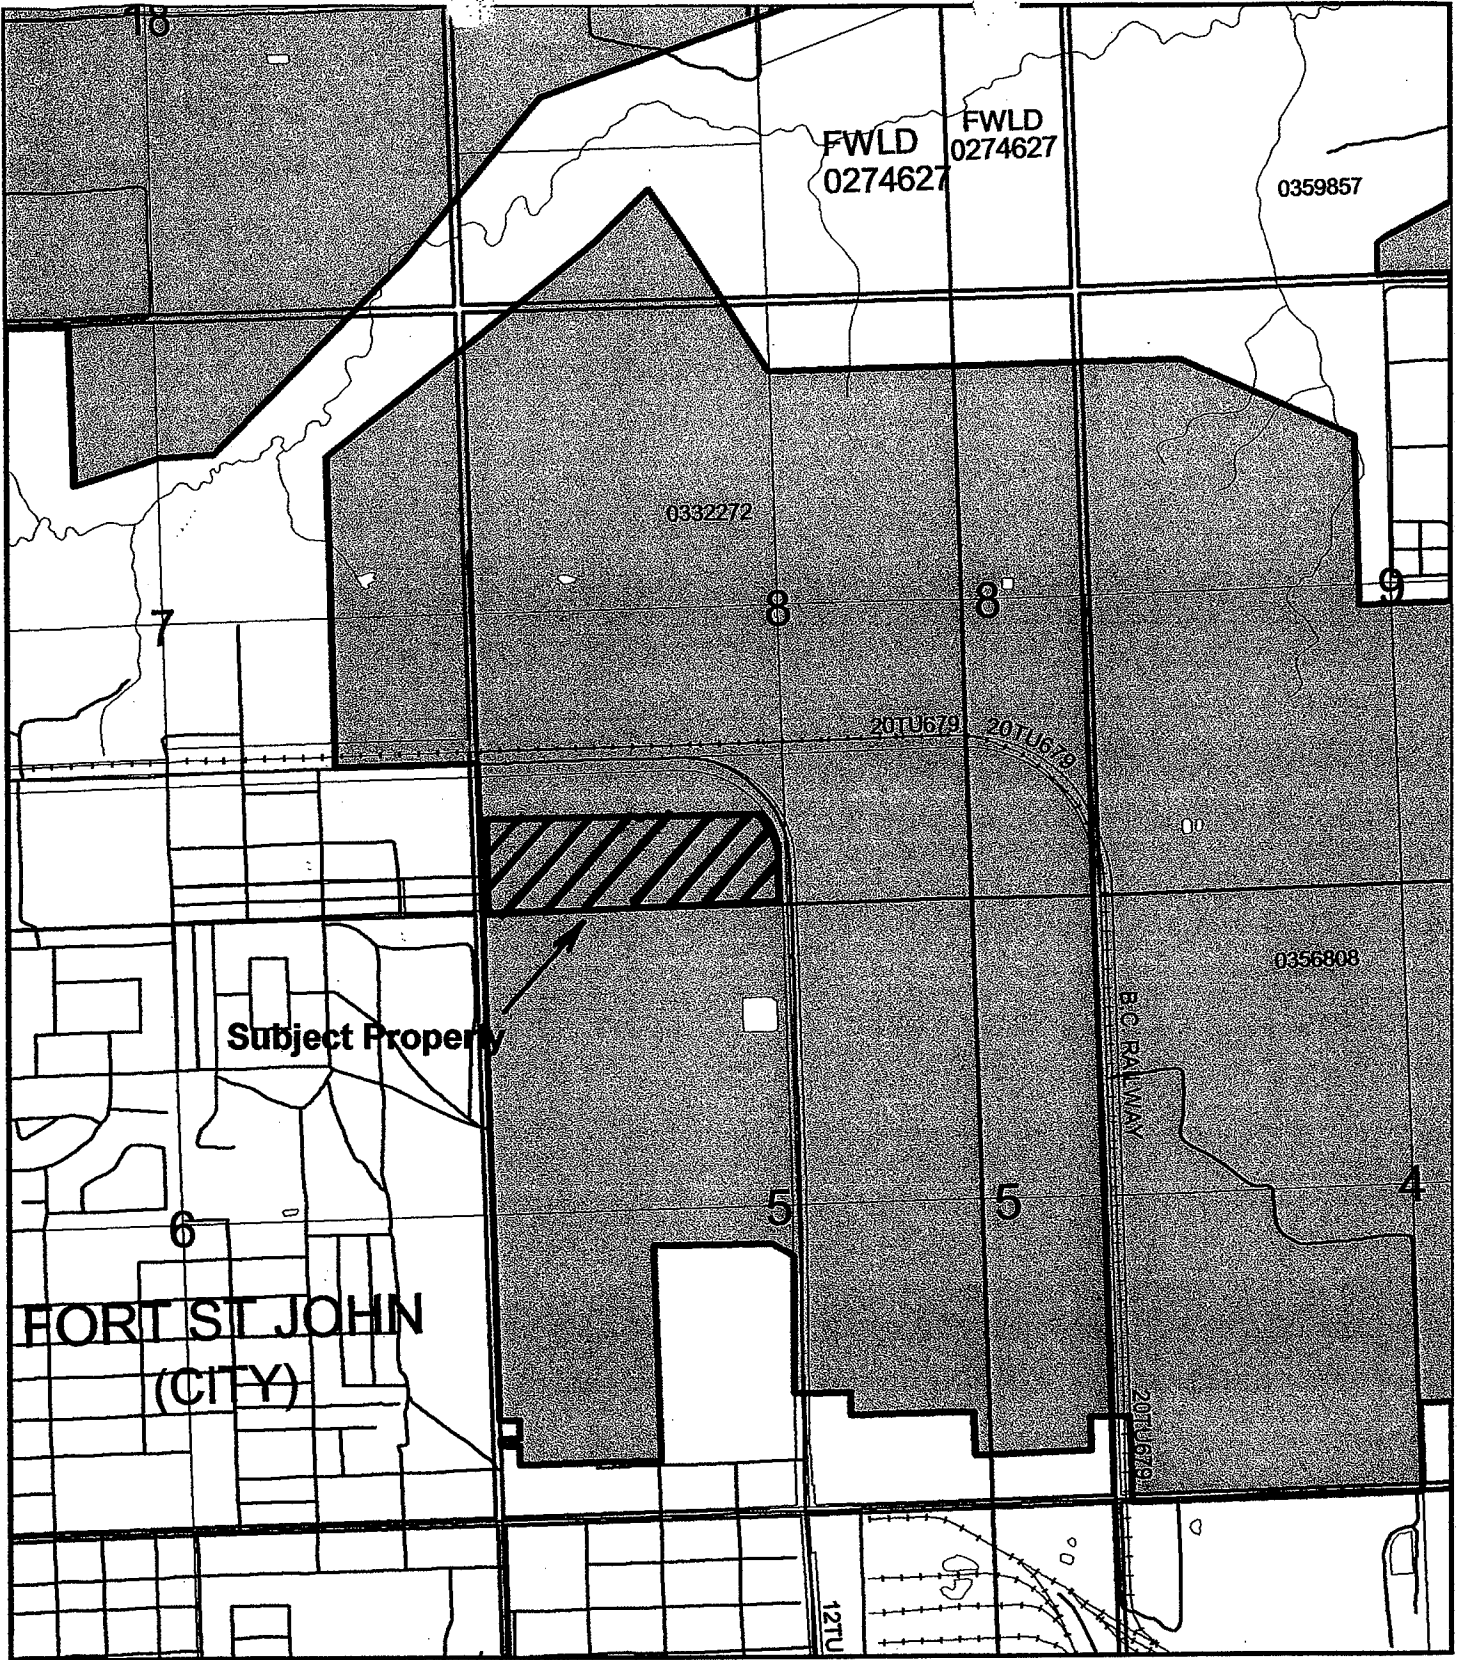 18
FWLD
0274627
FWLD
0274627
0359857
0332272
7
8
8
9
20TU679
20TU679
0356808
Subject Property
B.C. RAILWAY
6
5
5
4
FORT ST. JOHN
(CITY)
20TU679
12TU